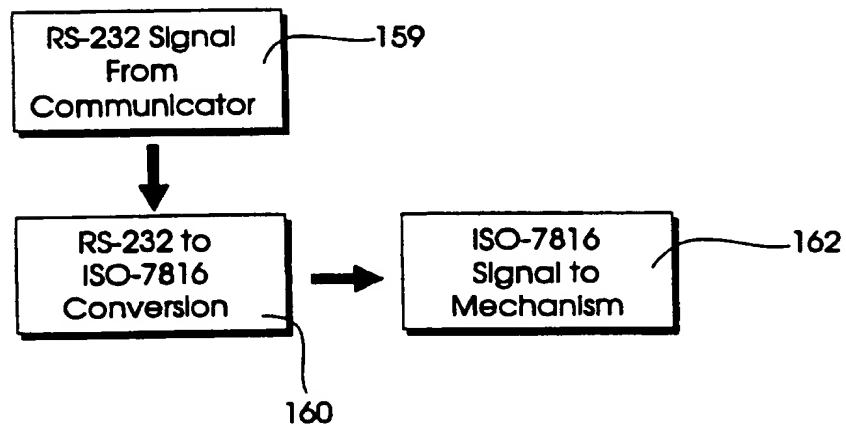 RS-232 Signal
From
Communicator
159
RS-232 to
ISO-7816
Conversion
160
ISO-7816
Signal to
Mechanism
162